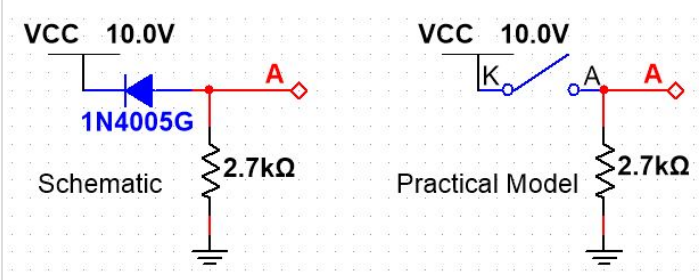 VCC 10.0V
A
1N4005G
2.7kΩ
Schematic
VCC 10.0V
K
A
A
2.7kΩ
Practical Model